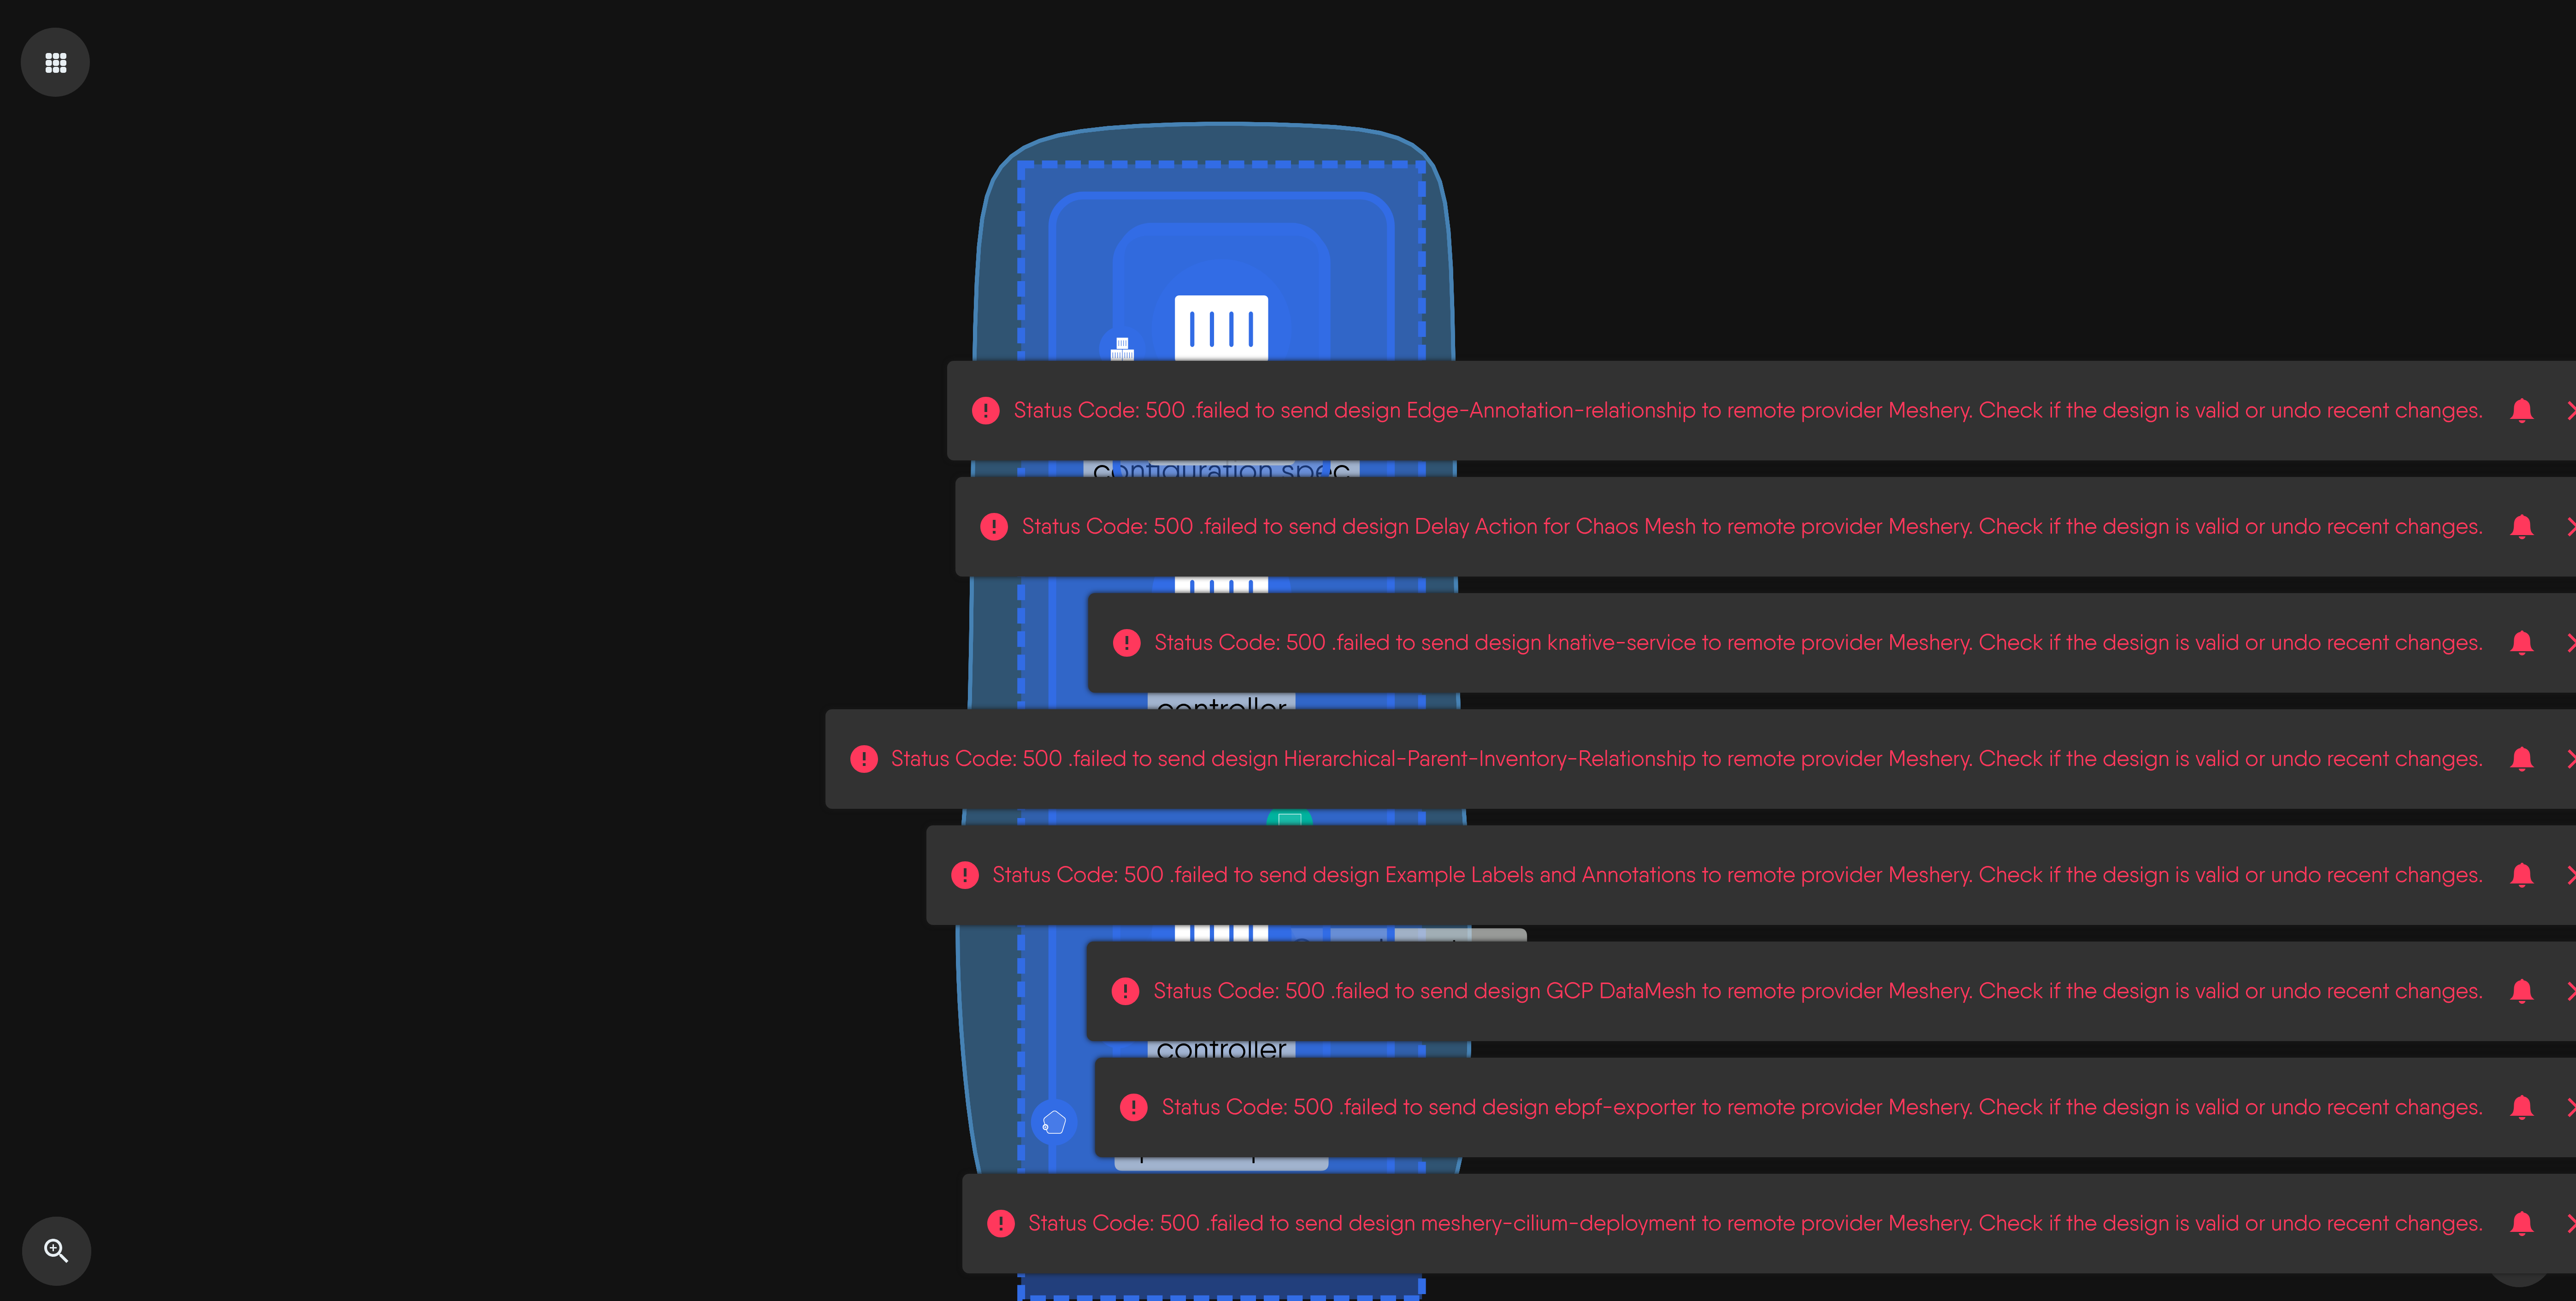 Status Code: 500 .failed to send design Edge-Annotation-relationship to remote provider Meshery. Check if the design is valid or undo recent changes.
configuration spec
Status Code: 500 .failed to send design Delay Action for Chaos Mesh to remote provider Meshery. Check if the design is valid or undo recent changes.
Status Code: 500 .failed to send design knative-service to remote provider Meshery. Check if the design is valid or undo recent changes.
controller
Status Code: 500 .failed to send design Hierarchical-Parent-Inventory-Relationship to remote provider Meshery. Check if the design is valid or undo recent changes.
Status Code: 500 .failed to send design Example Labels and Annotations to remote provider Meshery. Check if the design is valid or undo recent changes.
Status Code: 500 .failed to send design GCP DataMesh to remote provider Meshery. Check if the design is valid or undo recent changes.
controller
Status Code: 500 .failed to send design ebpf-exporter to remote provider Meshery. Check if the design is valid or undo recent changes.
Status Code: 500 .failed to send design meshery-cilium-deployment to remote provider Meshery. Check if the design is valid or undo recent changes.